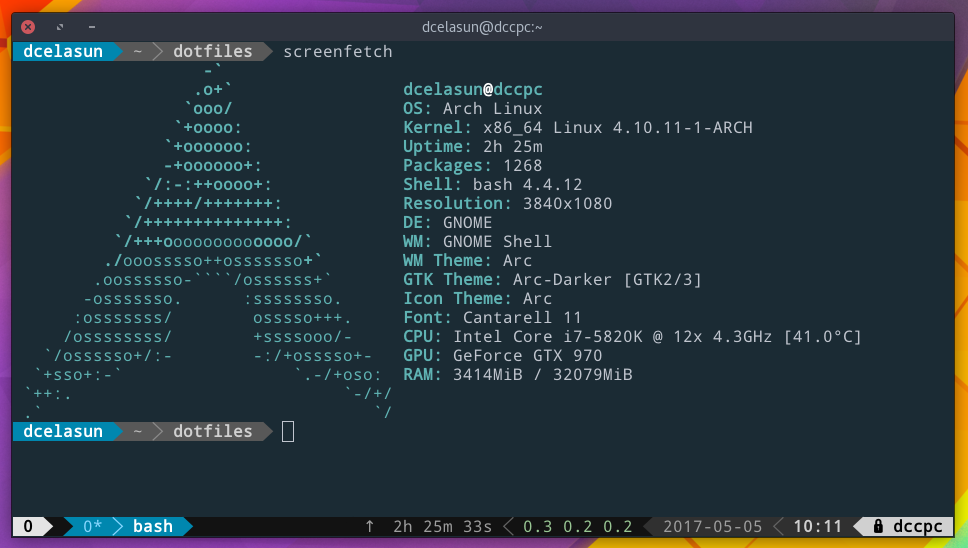 dcelasun@dccpc:~
dcelasun ~ dotfiles screenfetch
-`
.o+` dcelasun@dccpc
`ooo/ OS: Arch Linux
`+oooo: Kernel: x86_64 Linux 4.10.11-1-ARCH
`+oooooo: Uptime: 2h 25m
-+oooooo+: Packages: 1268
`/:-:++oooo+: Shell: bash 4.4.12
`/++++/+++++++: Resolution: 3840x1080
`/++++++++++++++: DE: GNOME
`/+++ooooooooooooo/` WM: GNOME Shell
./ooosssso++osssssso+` WM Theme: Arc
.oossssso-````/ossssss+` GTK Theme: Arc-Darker [GTK2/3]
-osssssso. :ssssssso. Icon Theme: Arc
:osssssss/ osssso+++. Font: Cantarell 11
/ossssssss/ +ssssooo/- CPU: Intel Core i7-5820K @ 12x 4.3GHz [41.0°C]
`/ossssso+/:- -:/+osssso+- GPU: GeForce GTX 970
`+sso+:-` `.-/+oso: RAM: 3414MiB / 32079MiB
`++:. `-/+/
.` `/
dcelasun ~ dotfiles
0 0* bash ↑ 2h 25m 33s 0.3 0.2 0.2 2017-05-05 10:11 dccpc